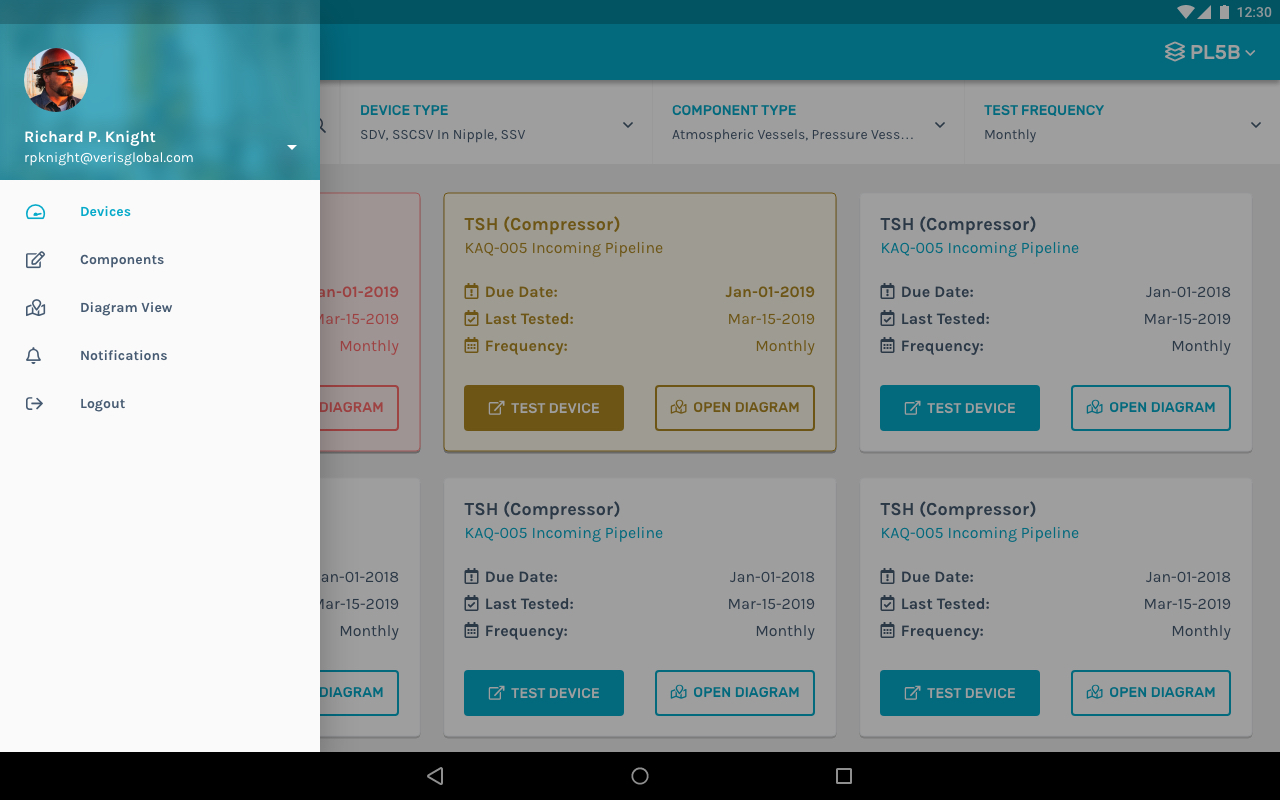 12:30
PL5B
Richard P. Knight
rpknight@verisglobal.com
Devices
Components
Diagram View
Notifications
Logout
DEVICE TYPE
SDV, SSCSV In Nipple, SSV
COMPONENT TYPE
Atmospheric Vessels, Pressure Vess...
TEST FREQUENCY
Monthly
an-01-2019
Mar-15-2019
Monthly
DIAGRAM
TSH (Compressor)
KAQ-005 Incoming Pipeline
Due Date: Jan-01-2019
Last Tested: Mar-15-2019
Frequency: Monthly
TEST DEVICE OPEN DIAGRAM
TSH (Compressor)
KAQ-005 Incoming Pipeline
Due Date: Jan-01-2018
Last Tested: Mar-15-2019
Frequency: Monthly
TEST DEVICE OPEN DIAGRAM
an-01-2018
Mar-15-2019
Monthly
DIAGRAM
TSH (Compressor)
KAQ-005 Incoming Pipeline
Due Date: Jan-01-2018
Last Tested: Mar-15-2019
Frequency: Monthly
TEST DEVICE OPEN DIAGRAM
TSH (Compressor)
KAQ-005 Incoming Pipeline
Due Date: Jan-01-2018
Last Tested: Mar-15-2019
Frequency: Monthly
TEST DEVICE OPEN DIAGRAM